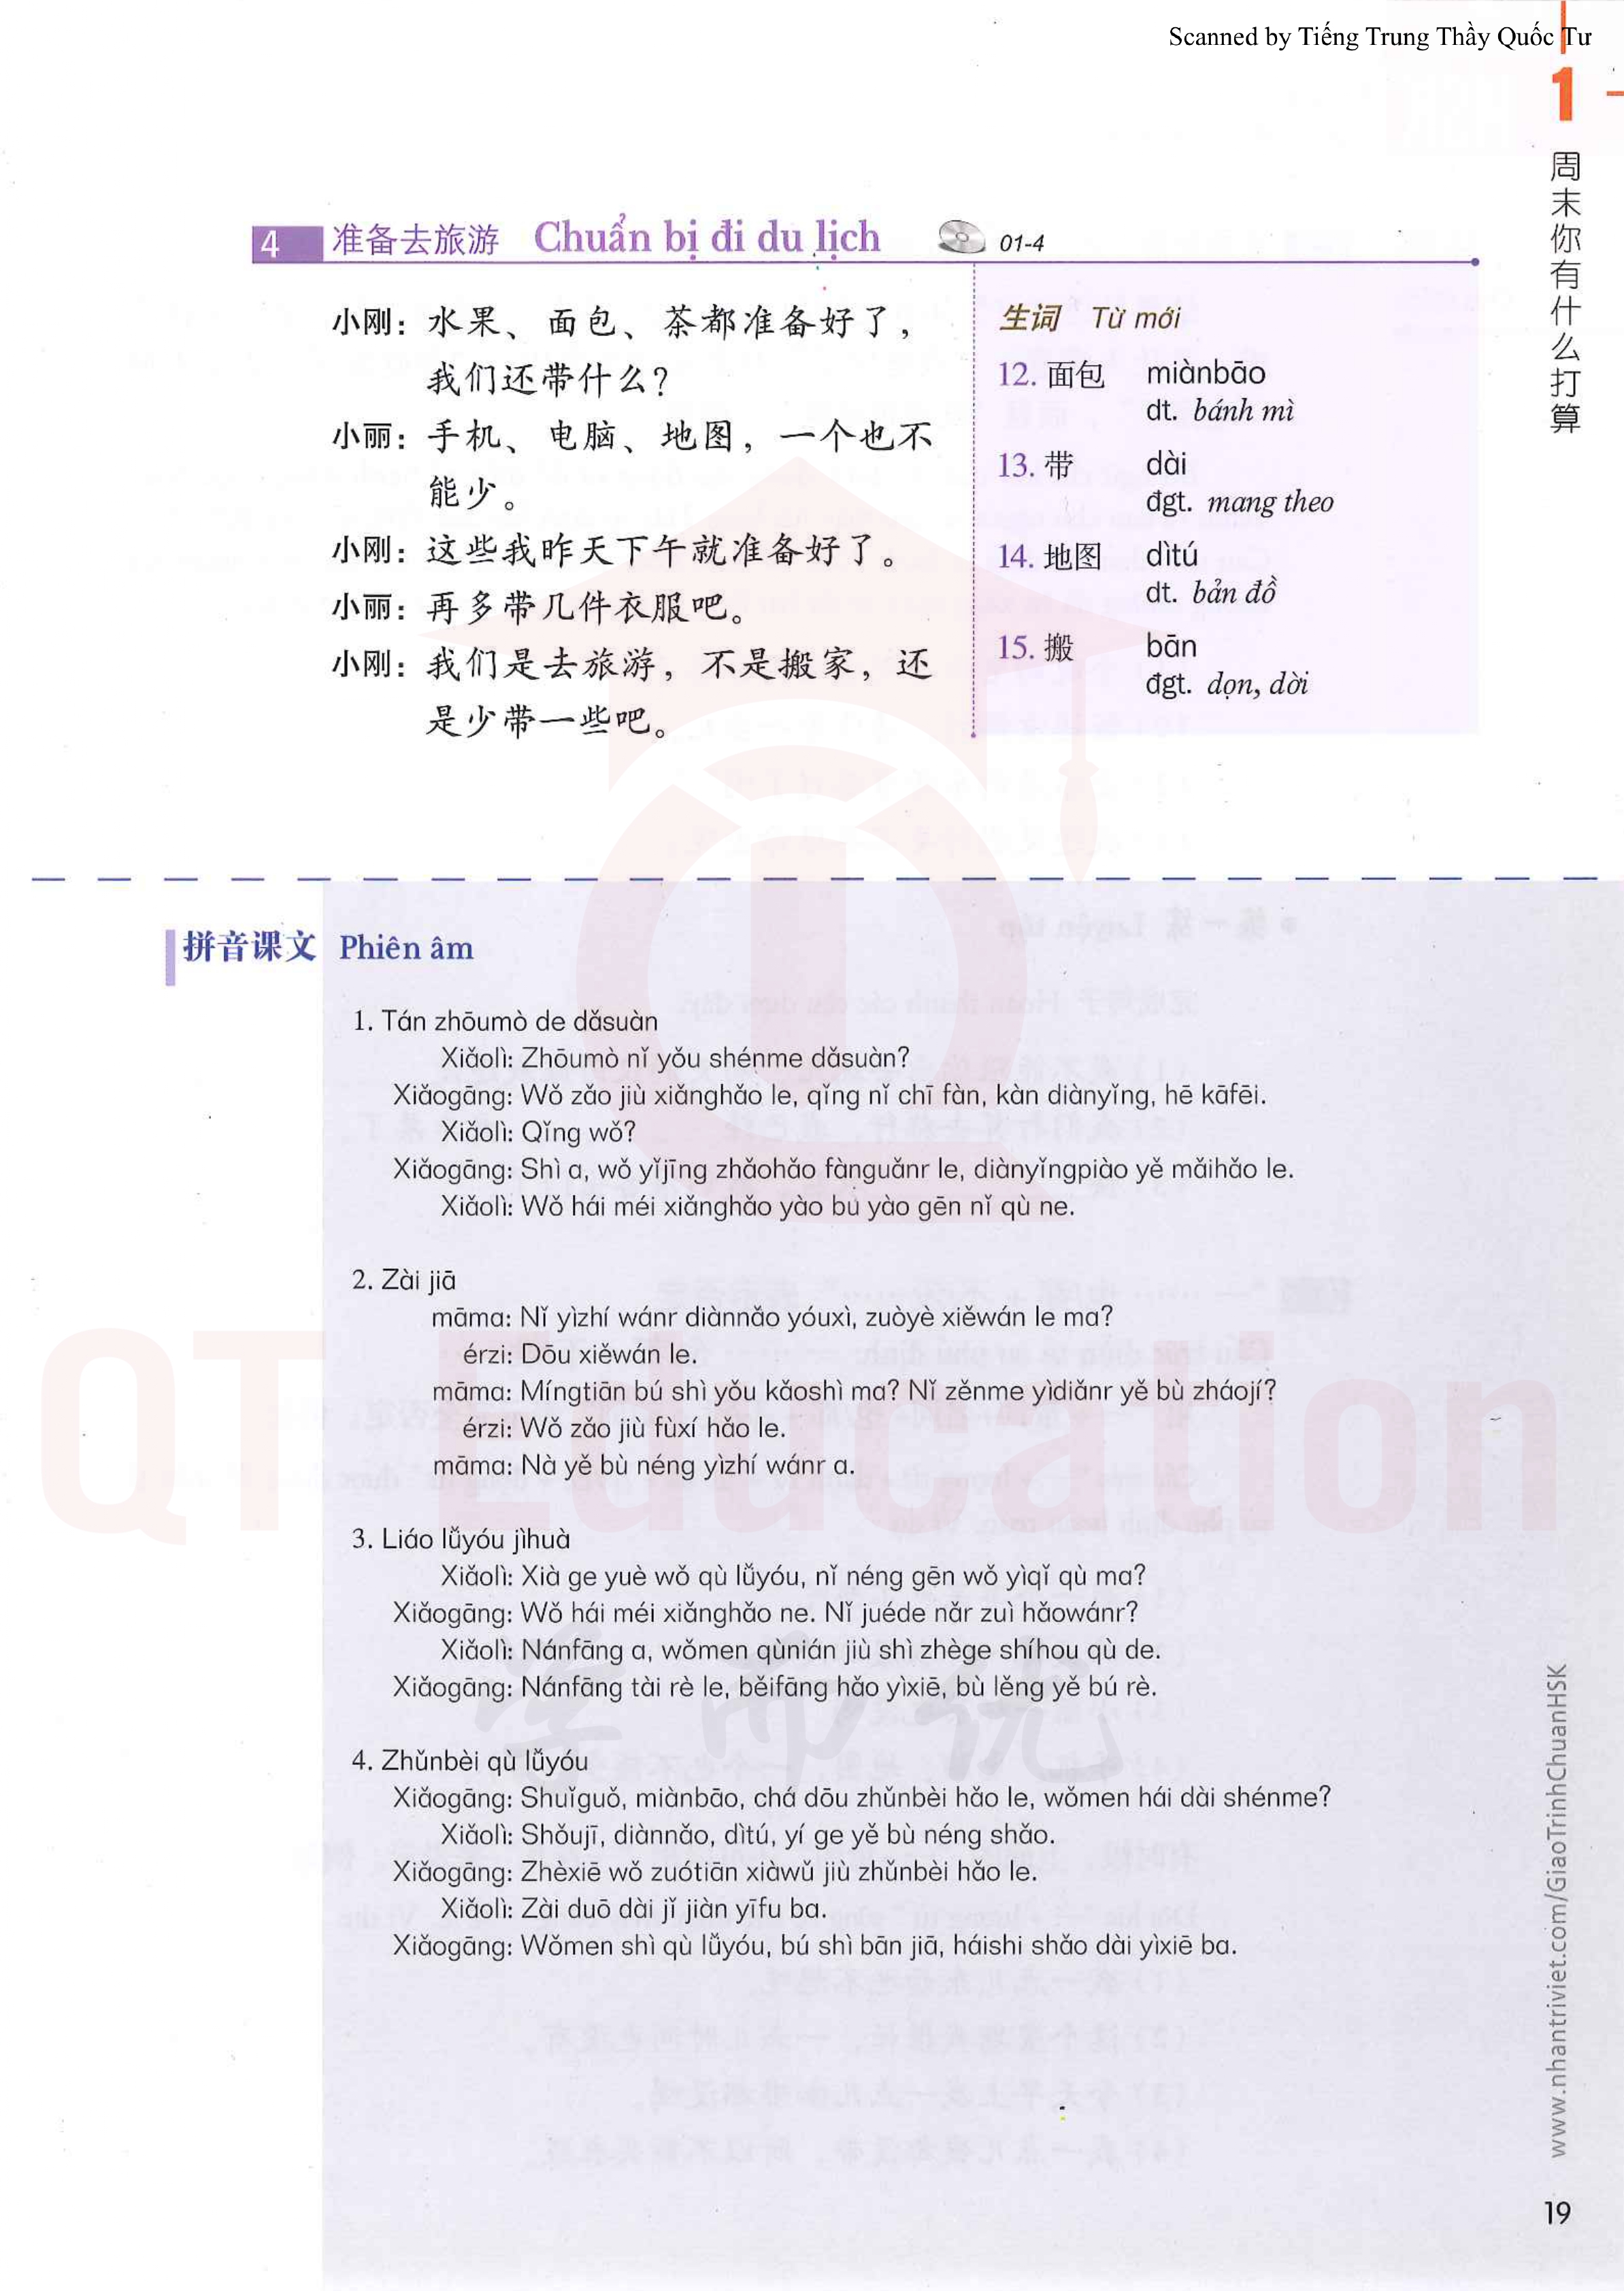 Scanned by Tiếng Trung Thầy Quốc Tư
1
周末你有什么打算
4 准备去旅游 Chuẩn bị đi du lịch 01-4
小刚：水果、面包、茶都准备好了，
我们还带什么？
小丽：手机、电脑、地图，一个也不
能少。
小刚：这些我昨天下午就准备好了。
小丽：再多带几件衣服吧。
小刚：我们是去旅游，不是搬家，还
是少带一些吧。
生词 Từ mới
12. 面包 miànbāo
dt. bánh mì
13. 带 dài
đgt. mang theo
14. 地图 dìtú
dt. bản đồ
15. 搬 bān
đgt. dọn, dời
拼音课文 Phiên âm
1. Tán zhōumò de dǎsuàn
Xiǎolì: Zhōumò nǐ yǒu shénme dǎsuàn?
Xiǎogāng: Wǒ zǎo jiù xiǎnghǎo le, qǐng nǐ chī fàn, kàn diànyǐng, hē kāfēi.
Xiǎolì: Qǐng wǒ?
Xiǎogāng: Shì a, wǒ yǐjīng zhǎohǎo fànguǎnr le, diànyǐngpiào yě mǎihǎo le.
Xiǎolì: Wǒ hái méi xiǎnghǎo yào bu yào gēn nǐ qù ne.
2. Zài jiā
māma: Nǐ yìzhí wánr diànnǎo yóuxì, zuòyè xiěwán le ma?
érzi: Dōu xiěwán le.
māma: Míngtiān bú shì yǒu kǎoshì ma? Nǐ zěnme yìdiǎnr yě bù zháojí?
érzi: Wǒ zǎo jiù fùxí hǎo le.
māma: Nà yě bù néng yìzhí wánr a.
3. Liáo lǚyóu jìhuà
Xiǎolì: Xià ge yuè wǒ qù lǚyóu, nǐ néng gēn wǒ yìqǐ qù ma?
Xiǎogāng: Wǒ hái méi xiǎnghǎo ne. Nǐ juéde nǎr zuì hǎowánr?
Xiǎolì: Nánfāng a, wǒmen qùnián jiù shì zhège shíhou qù de.
Xiǎogāng: Nánfāng tài rè le, běifāng hǎo yìxiē, bù lěng yě bú rè.
4. Zhǔnbèi qù lǚyóu
Xiǎogāng: Shuǐguǒ, miànbāo, chá dōu zhǔnbèi hǎo le, wǒmen hái dài shénme?
Xiǎolì: Shǒujī, diànnǎo, dìtú, yí ge yě bù néng shǎo.
Xiǎogāng: Zhèxiē wǒ zuótiān xiàwǔ jiù zhǔnbèi hǎo le.
Xiǎolì: Zài duō dài jǐ jiàn yīfu ba.
Xiǎogāng: Wǒmen shì qù lǚyóu, bú shì bān jiā, háishi shǎo dài yìxiē ba.
QT Education
学而优
www.nhantriviet.com/GiaoTrinhChuanHSK
19